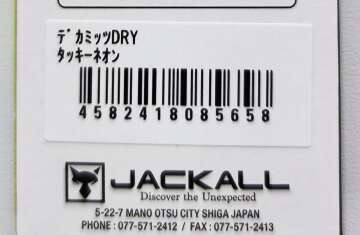 デカミッツDRY
タッキーネオン
4582418085658
JACKALL
Discover the Unexpected
5-22-7 MANO OTSU CITY SHIGA JAPAN
PHONE : 077-571-2412 / FAX : 077-571-2413